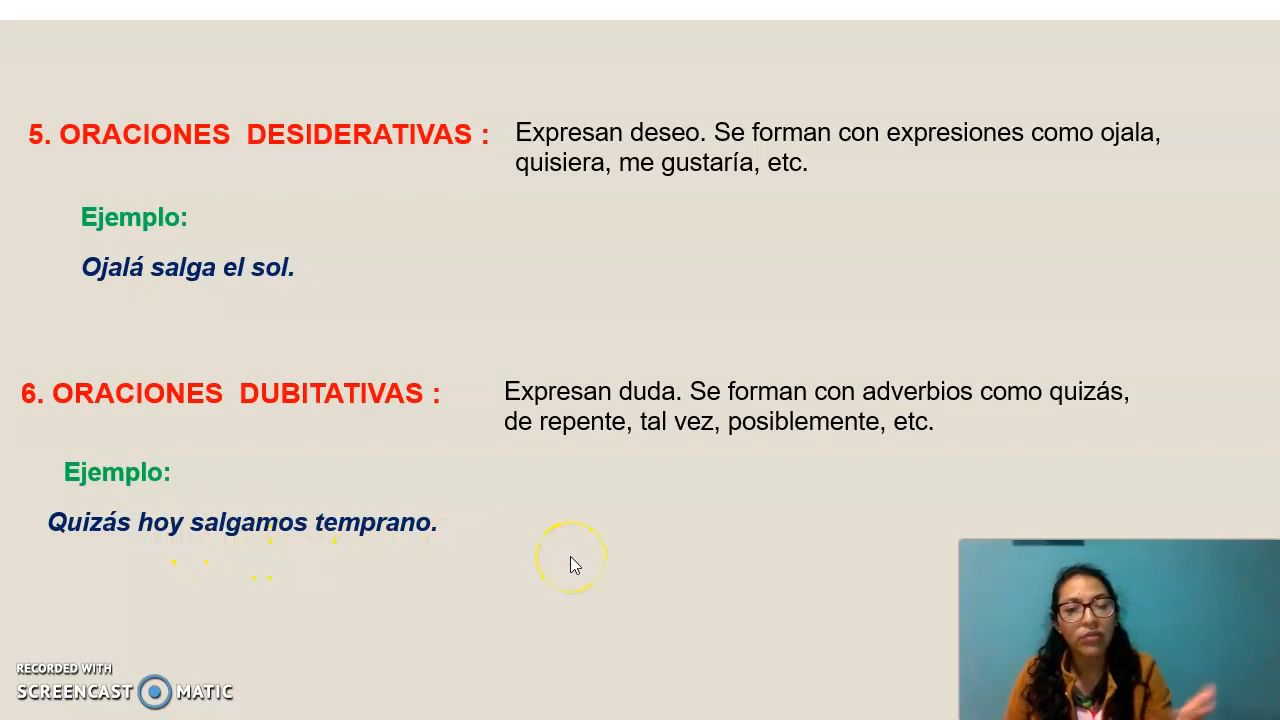 5. ORACIONES DESIDERATIVAS :
Expresan deseo. Se forman con expresiones como ojala,
quisiera, me gustaría, etc.
Ejemplo:
Ojalá salga el sol.
6. ORACIONES DUBITATIVAS :
Expresan duda. Se forman con adverbios como quizás,
de repente, tal vez, posiblemente, etc.
Ejemplo:
Quizás hoy salgamos temprano.
RECORDED WITH
SCREENCAST MATIC